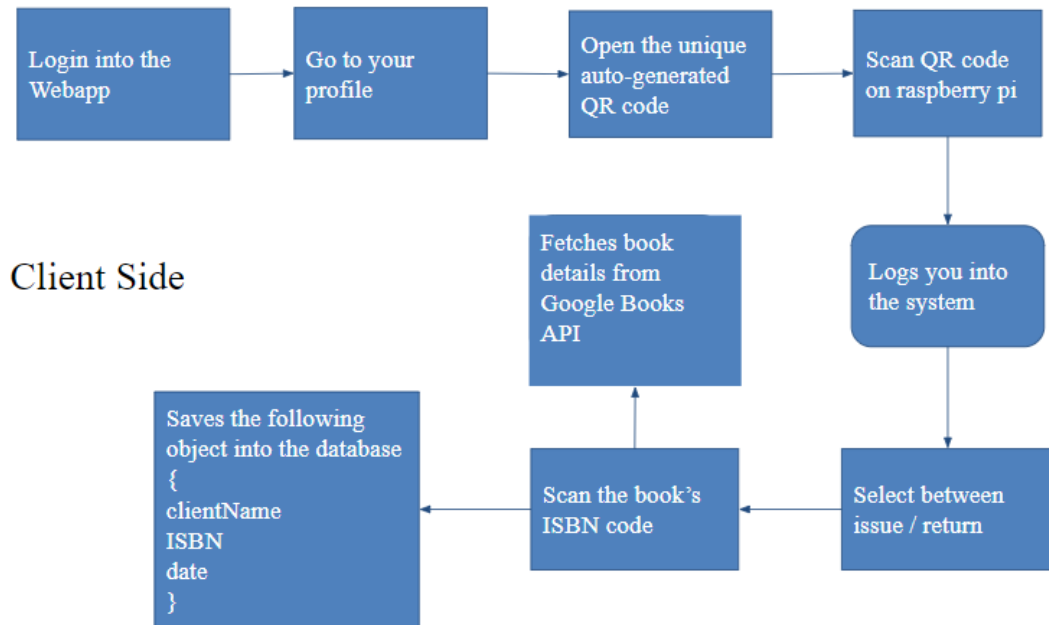 Login into the
Webapp
Go to your
profile
Open the unique
auto-generated
QR code
Scan QR code
on raspberry pi
Client Side
Fetches book
details from
Google Books
API
Logs you into
the system
Saves the following
object into the database
{
clientName
ISBN
date
}
Scan the book’s
ISBN code
Select between
issue / return